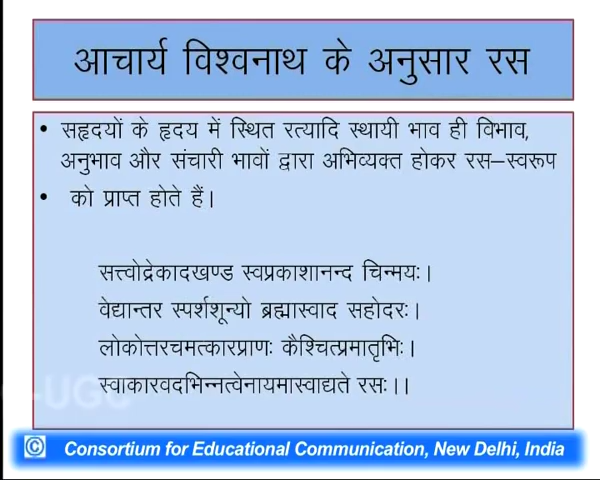 आचार्य विश्वनाथ के अनुसार रस
• सहृदयों के हृदय में स्थित रत्यादि स्थायी भाव ही विभाव,
अनुभाव और संचारी भावों द्वारा अभिव्यक्त होकर रस–स्वरूप
• को प्राप्त होते हैं।
सत्त्वोद्रेकादखण्ड स्वप्रकाशानन्द चिन्मयः।
वेद्यान्तर स्पर्शशून्यो ब्रह्मास्वाद सहोदरः।
लोकोत्तरचमत्कारप्राणः कैश्चित्प्रमातृभिः।
स्वाकारवदभिन्नत्वेनायमास्वाद्यते रसः।।
-UGC
© Consortium for Educational Communication, New Delhi, India